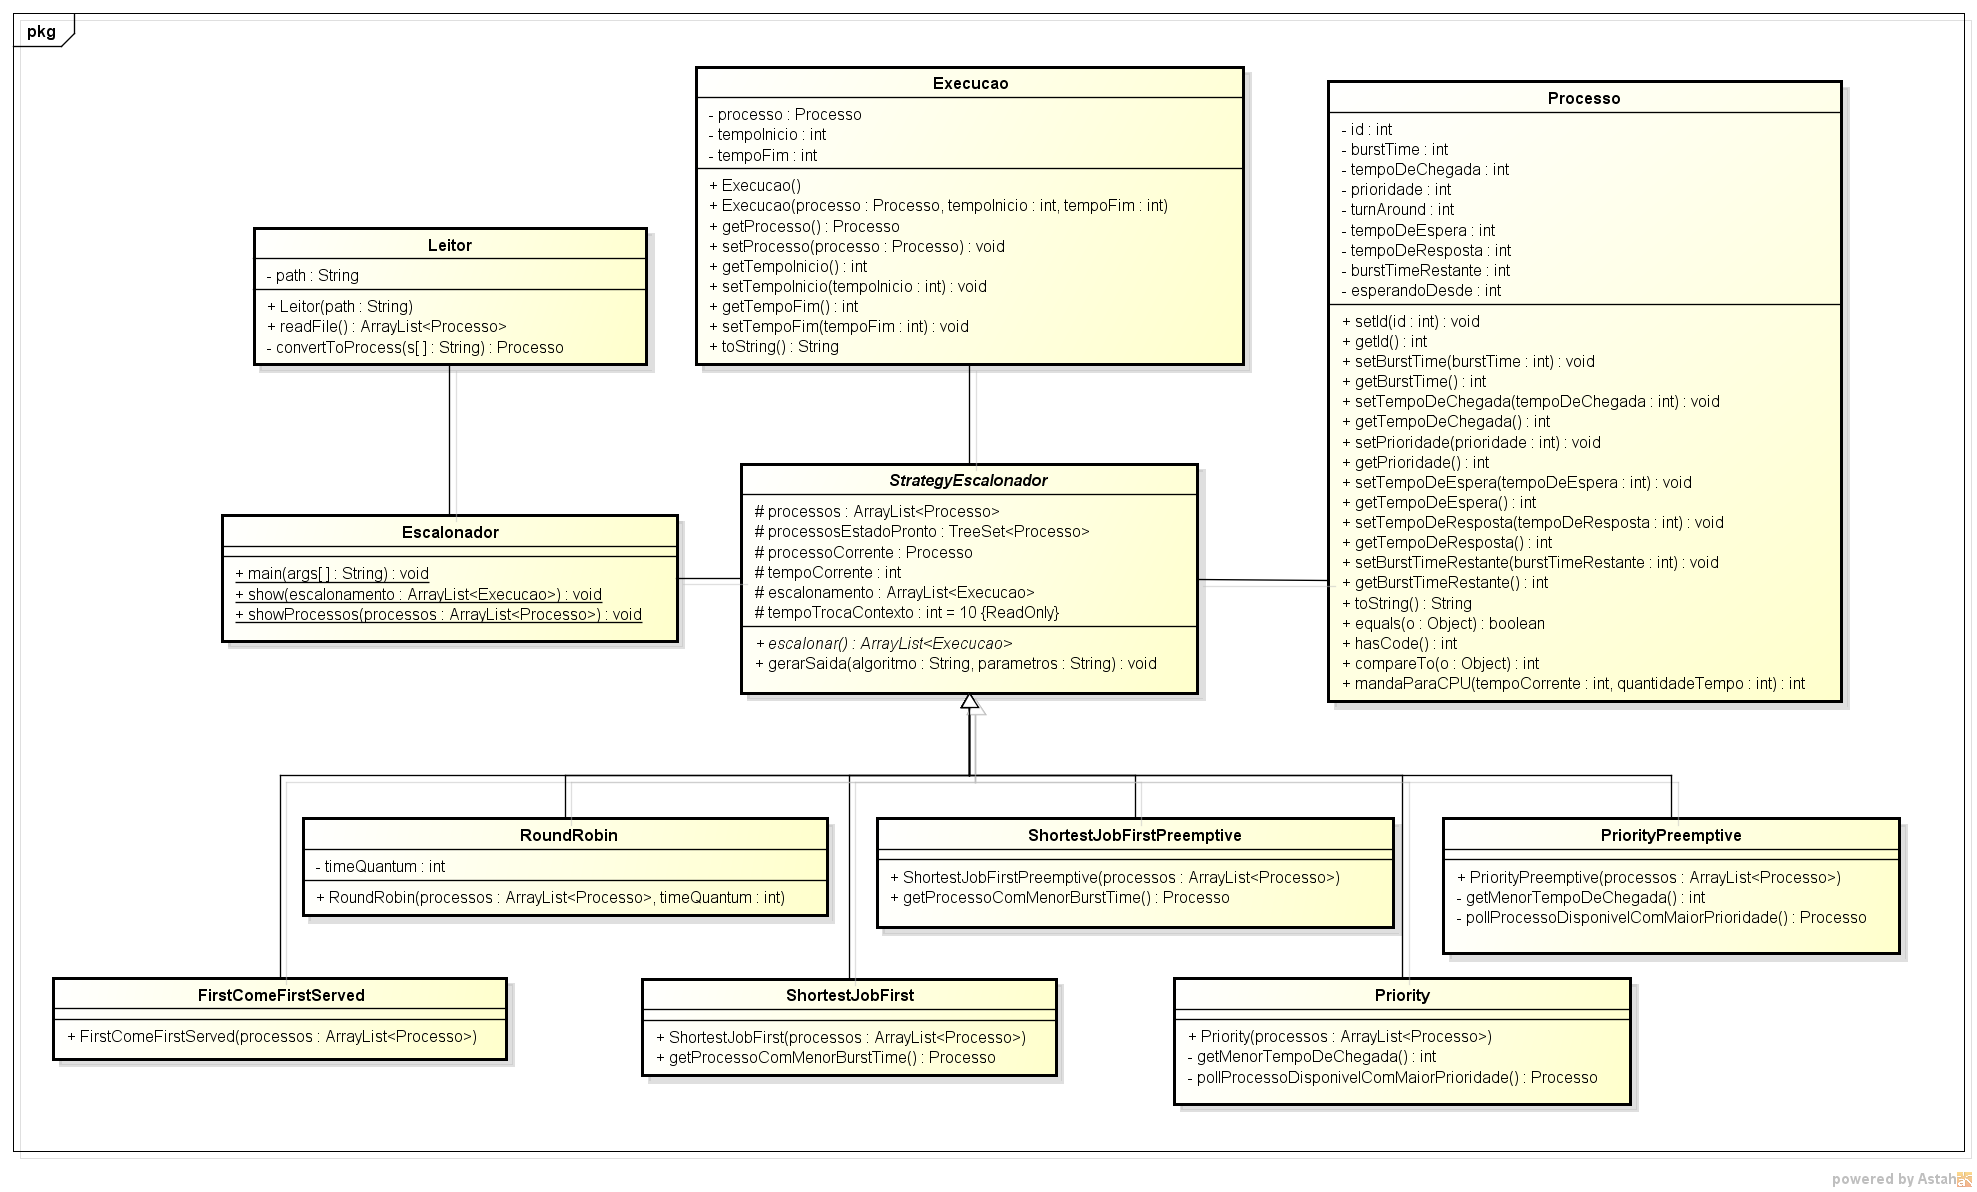 pkg
Execucao
- processo : Processo
- tempoInicio : int
- tempoFim : int
+ Execucao()
+ Execucao(processo : Processo, tempoInicio : int, tempoFim : int)
+ getProcesso() : Processo
+ setProcesso(processo : Processo) : void
+ getTempoInicio() : int
+ setTempoInicio(tempoInicio : int) : void
+ getTempoFim() : int
+ setTempoFim(tempoFim : int) : void
+ toString() : String
Processo
- id : int
- burstTime : int
- tempoDeChegada : int
- prioridade : int
- turnAround : int
- tempoDeEspera : int
- tempoDeResposta : int
- burstTimeRestante : int
- esperandoDesde : int
+ setId(id : int) : void
+ getId() : int
+ setBurstTime(burstTime : int) : void
+ getBurstTime() : int
+ setTempoDeChegada(tempoDeChegada : int) : void
+ getTempoDeChegada() : int
+ setPrioridade(prioridade : int) : void
+ getPrioridade() : int
+ setTempoDeEspera(tempoDeEspera : int) : void
+ getTempoDeEspera() : int
+ setTempoDeResposta(tempoDeResposta : int) : void
+ getTempoDeResposta() : int
+ setBurstTimeRestante(burstTimeRestante : int) : void
+ getBurstTimeRestante() : int
+ toString() : String
+ equals(o : Object) : boolean
+ hasCode() : int
+ compareTo(o : Object) : int
+ mandaParaCPU(tempoCorrente : int, quantidadeTempo : int) : int
Leitor
- path : String
+ Leitor(path : String)
+ readFile() : ArrayList<Processo>
- convertToProcess(s[ ] : String) : Processo
Escalonador
+ main(args[ ] : String) : void
+ show(escalonamento : ArrayList<Execucao>) : void
+ showProcessos(processos : ArrayList<Processo>) : void
StrategyEscalonador
# processos : ArrayList<Processo>
# processosEstadoPronto : TreeSet<Processo>
# processoCorrente : Processo
# tempoCorrente : int
# escalonamento : ArrayList<Execucao>
# tempoTrocaContexto : int = 10 {ReadOnly}
+ escalonar() : ArrayList<Execucao>
+ gerarSaida(algoritmo : String, parametros : String) : void
RoundRobin
- timeQuantum : int
+ RoundRobin(processos : ArrayList<Processo>, timeQuantum : int)
ShortestJobFirstPreemptive
+ ShortestJobFirstPreemptive(processos : ArrayList<Processo>)
+ getProcessoComMenorBurstTime() : Processo
PriorityPreemptive
+ PriorityPreemptive(processos : ArrayList<Processo>)
- getMenorTempoDeChegada() : int
- pollProcessoDisponivelComMaiorPrioridade() : Processo
FirstComeFirstServed
+ FirstComeFirstServed(processos : ArrayList<Processo>)
ShortestJobFirst
+ ShortestJobFirst(processos : ArrayList<Processo>)
+ getProcessoComMenorBurstTime() : Processo
Priority
+ Priority(processos : ArrayList<Processo>)
- getMenorTempoDeChegada() : int
- pollProcessoDisponivelComMaiorPrioridade() : Processo
powered by Astah